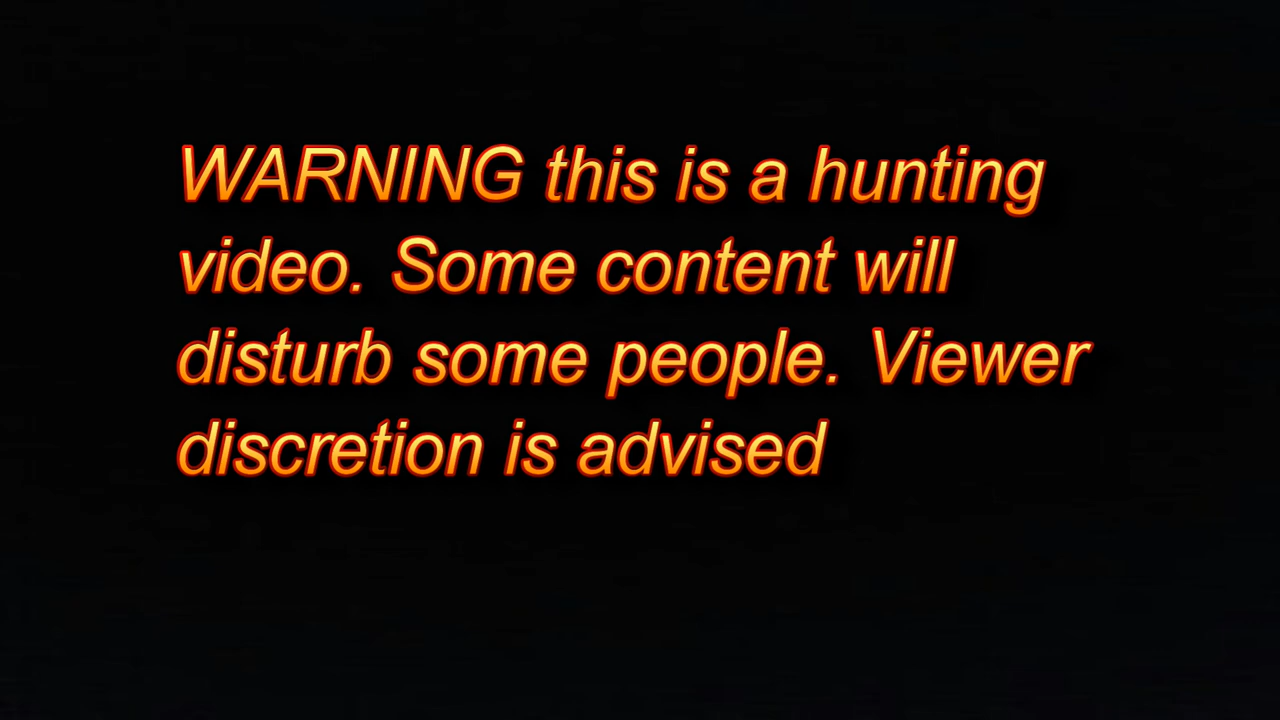 WARNING this is a hunting
video. Some content will
disturb some people. Viewer
discretion is advised